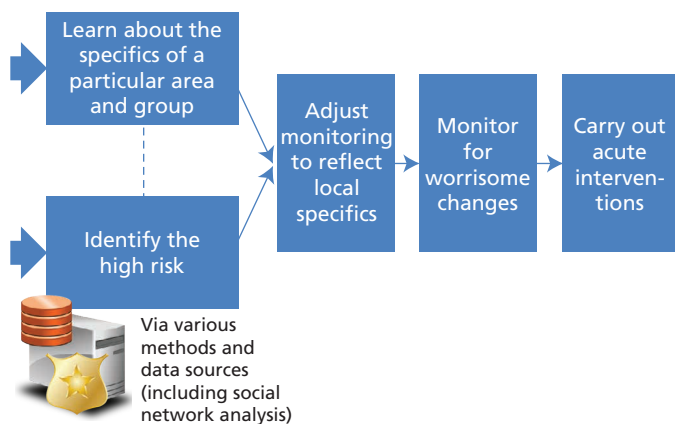 Learn about the
specifics of a
particular area
and group
Identify the
high risk
Via various
methods and
data sources
(including social
network analysis)
Adjust
monitoring
to reflect
local
specifics
Monitor
for
worrisome
changes
Carry out
acute
interven-
tions